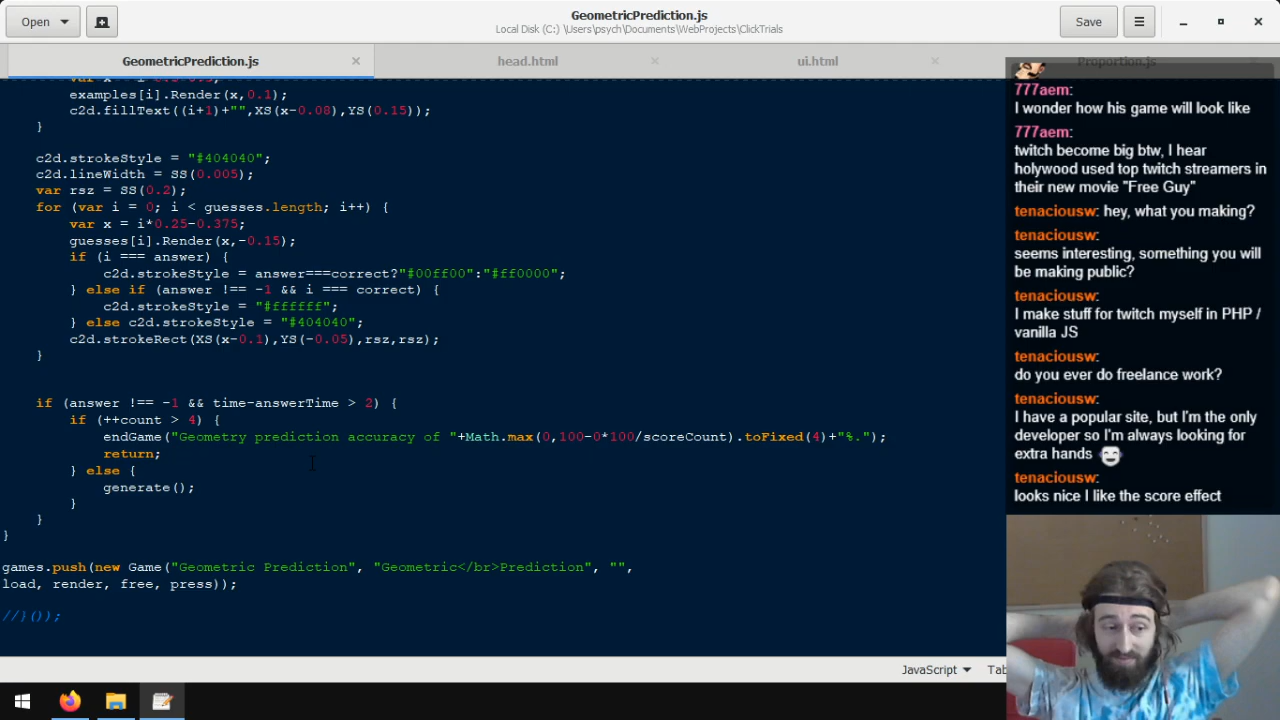 Open
GeometricPrediction.js
Local Disk (C:) \Users\psych\Documents\WebProjects\ClickTrials
Save
GeometricPrediction.js
head.html
ui.html
Proportion.js
examples[i].Render(x,0.1);
c2d.fillText((i+1)+"",XS(x-0.08),YS(0.15));
}
c2d.strokeStyle = "#404040";
c2d.lineWidth = SS(0.005);
var rsz = SS(0.2);
for (var i = 0; i < guesses.length; i++) {
var x = i*0.25-0.375;
guesses[i].Render(x,-0.15);
if (i === answer) {
c2d.strokeStyle = answer===correct?"#00ff00":"#ff0000";
} else if (answer !== -1 && i === correct) {
c2d.strokeStyle = "#ffffff";
} else c2d.strokeStyle = "#404040";
c2d.strokeRect(XS(x-0.1),YS(-0.05),rsz,rsz);
}
if (answer !== -1 && time-answerTime > 2) {
if (++count > 4) {
endGame("Geometry prediction accuracy of "+Math.max(0,100-0*100/scoreCount).toFixed(4)+"%.");
return;
} else {
generate();
}
}
}
games.push(new Game("Geometric Prediction", "Geometric</br>Prediction", "",
load, render, free, press));
//}());
JavaScript
Tab
777aem:
I wonder how his game will look like
777aem:
twitch become big btw, I hear
holywood used top twitch streamers in
their new movie "Free Guy"
tenaciousw: hey, what you making?
tenaciousw:
seems interesting, something you will
be making public?
tenaciousw:
I make stuff for twitch myself in PHP /
vanilla JS
tenaciousw:
do you ever do freelance work?
tenaciousw:
I have a popular site, but I'm the only
developer so I'm always looking for
extra hands
tenaciousw:
looks nice I like the score effect